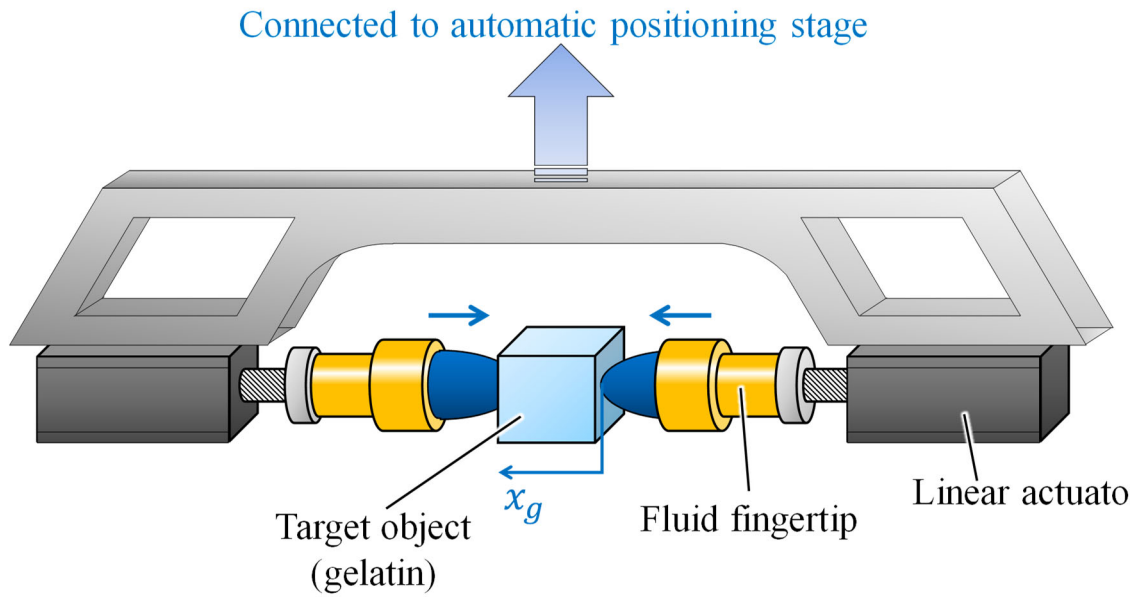 Connected to automatic positioning stage
x_g
Target object
(gelatin)
Fluid fingertip
Linear actuato